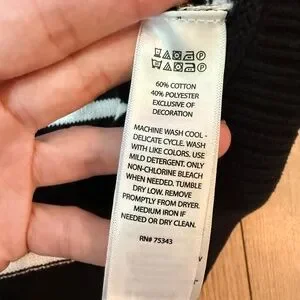 60% COTTON
40% POLYESTER
EXCLUSIVE OF
DECORATION
MACHINE WASH COOL -
DELICATE CYCLE. WASH
WITH LIKE COLORS. USE
MILD DETERGENT. ONLY
NON-CHLORINE BLEACH
WHEN NEEDED. TUMBLE
DRY LOW. REMOVE
PROMPTLY FROM DRYER.
MEDIUM IRON IF
NEEDED OR DRY CLEAN.
RN# 75343